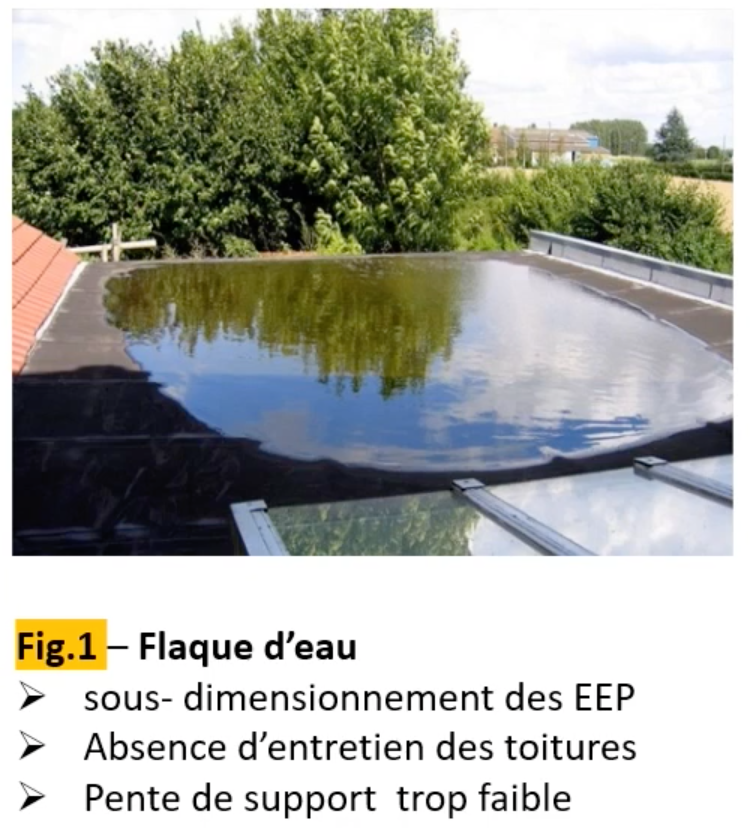 Fig.1 – Flaque d’eau
➢ sous- dimensionnement des EEP
➢ Absence d’entretien des toitures
➢ Pente de support trop faible